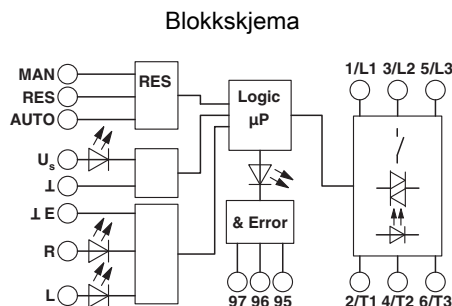 Blokkskjema
MAN
RES
AUTO
RES
Us
⊥
⊥ E
R
L
Logic
µP
& Error
97 96 95
1/L1 3/L2 5/L3
2/T1 4/T2 6/T3